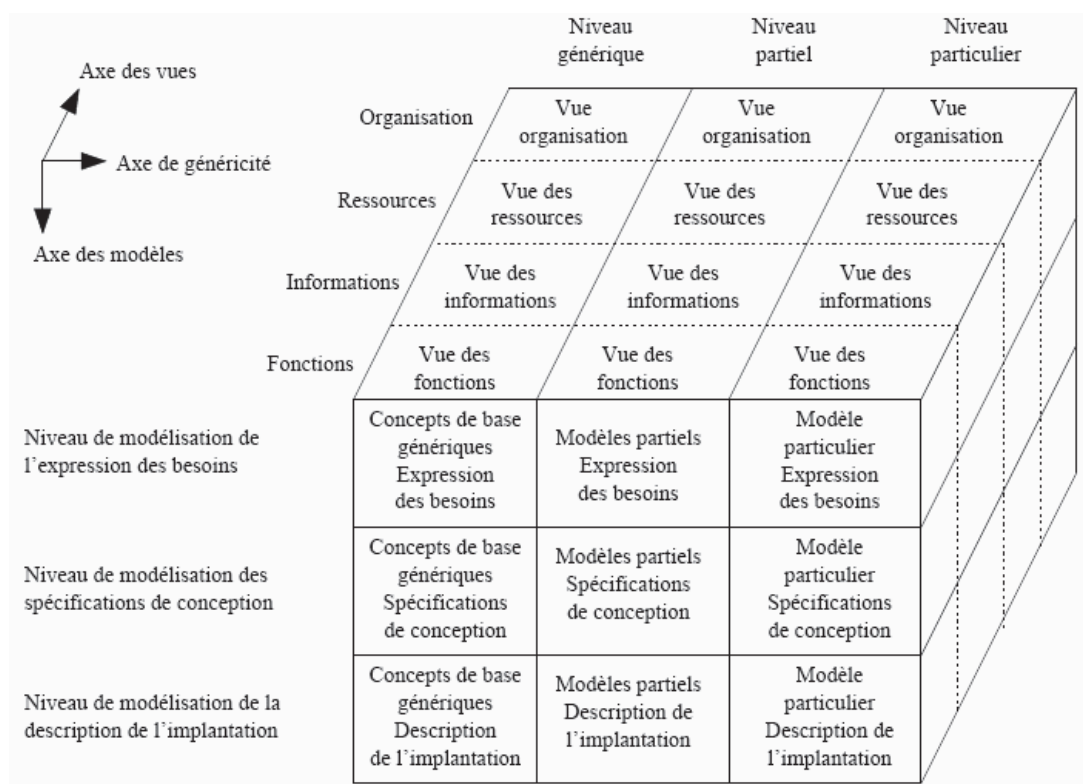 Niveau
générique
Niveau
partiel
Niveau
particulier
Axe des vues
Axe de généricité
Axe des modèles
Organisation
Vue
organisation
Vue
organisation
Vue
organisation
Ressources
Vue des
ressources
Vue des
ressources
Vue des
ressources
Informations
Vue des
informations
Vue des
informations
Vue des
informations
Fonctions
Vue des
fonctions
Vue des
fonctions
Vue des
fonctions
Niveau de modélisation de
l’expression des besoins
Concepts de base
génériques
Expression
des besoins
Modèles partiels
Expression
des besoins
Modèle
particulier
Expression
des besoins
Niveau de modélisation des
spécifications de conception
Concepts de base
génériques
Spécifications
de conception
Modèles partiels
Spécifications
de conception
Modèle
particulier
Spécifications
de conception
Niveau de modélisation de la
description de l’implantation
Concepts de base
génériques
Description
de l’implantation
Modèles partiels
Description de
l’implantation
Modèle
particulier
Description de
l’implantation